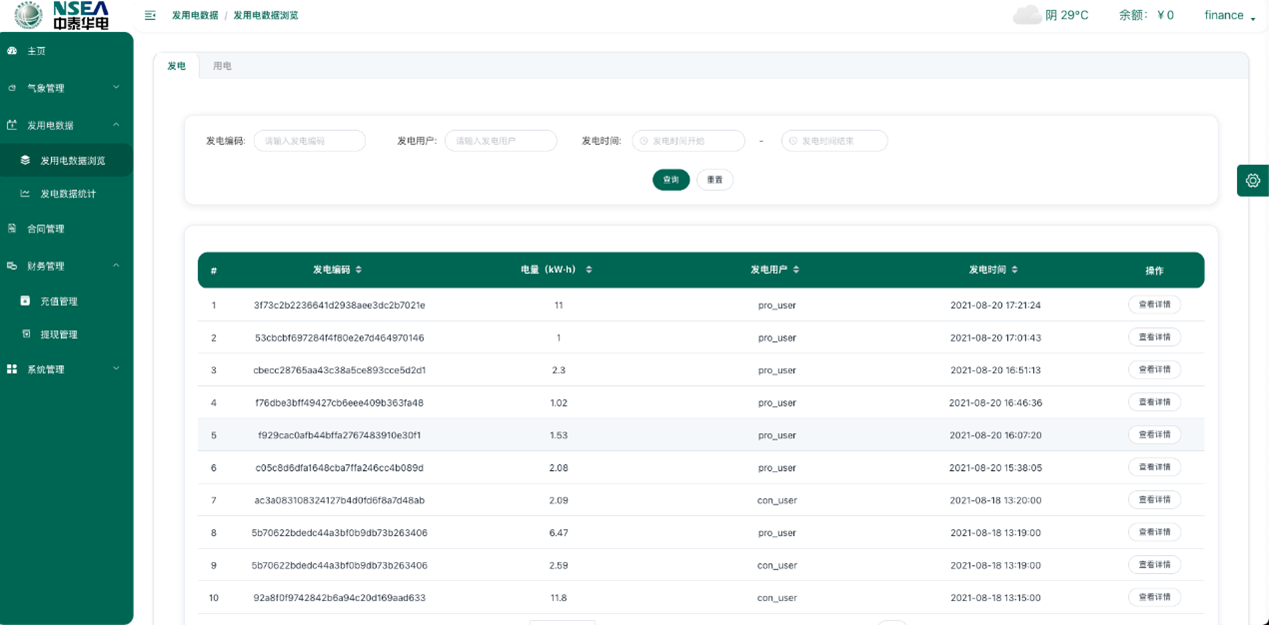 NSEA
中泰华电
发用电数据 / 发用电数据浏览
阴 29°C
余额: ¥ 0
finance
主页
气象管理
发用电数据
发用电数据浏览
发电数据统计
合同管理
财务管理
充值管理
提现管理
系统管理
发电 用电
发电编码: 请输入发电编码 发电用户: 请输入发电用户 发电时间: 发电时间开始 - 发电时间结束
查询 重置
# 发电编码 电量（kW·h） 发电用户 发电时间 操作
1 3f73c2b2236641d2938aee3dc2b7021e 11 pro_user 2021-08-20 17:21:24 查看详情
2 53cbcbf697284f4f80e2e7d464970146 1 pro_user 2021-08-20 17:01:43 查看详情
3 cbecc28765aa43c38a5ce893cce5d2d1 2.3 pro_user 2021-08-20 16:51:13 查看详情
4 f76dbe3bff49427cb6eee409b363fa48 1.02 pro_user 2021-08-20 16:46:36 查看详情
5 f929cac0afb44bffa2767483910e30f1 1.53 pro_user 2021-08-20 16:07:20 查看详情
6 c05c8d6dfa1648cba7ffa246cc4b089d 2.08 pro_user 2021-08-20 15:38:05 查看详情
7 ac3a083108324127b4d0fd6f8a7d48ab 2.09 con_user 2021-08-18 13:20:00 查看详情
8 5b70622bdedc44a3bf0b9db73b263406 6.47 pro_user 2021-08-18 13:19:00 查看详情
9 5b70622bdedc44a3bf0b9db73b263406 2.59 con_user 2021-08-18 13:19:00 查看详情
10 92a8f0f9742842b6a94c20d169aad633 11.8 con_user 2021-08-18 13:15:00 查看详情